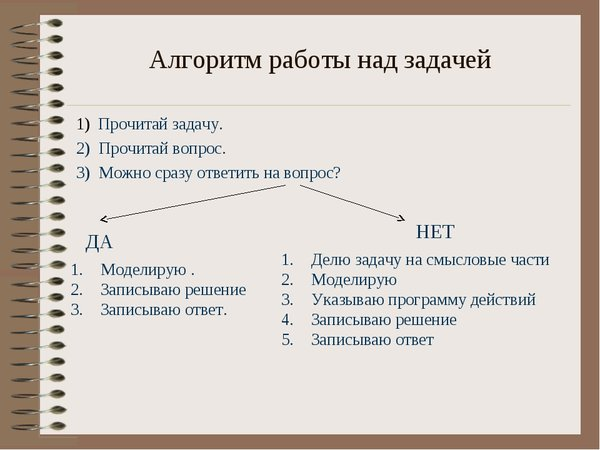 Алгоритм работы над задачей
1) Прочитай задачу.
2) Прочитай вопрос.
3) Можно сразу ответить на вопрос?
ДА
1. Моделирую .
2. Записываю решение
3. Записываю ответ.
НЕТ
1. Делю задачу на смысловые части
2. Моделирую
3. Указываю программу действий
4. Записываю решение
5. Записываю ответ